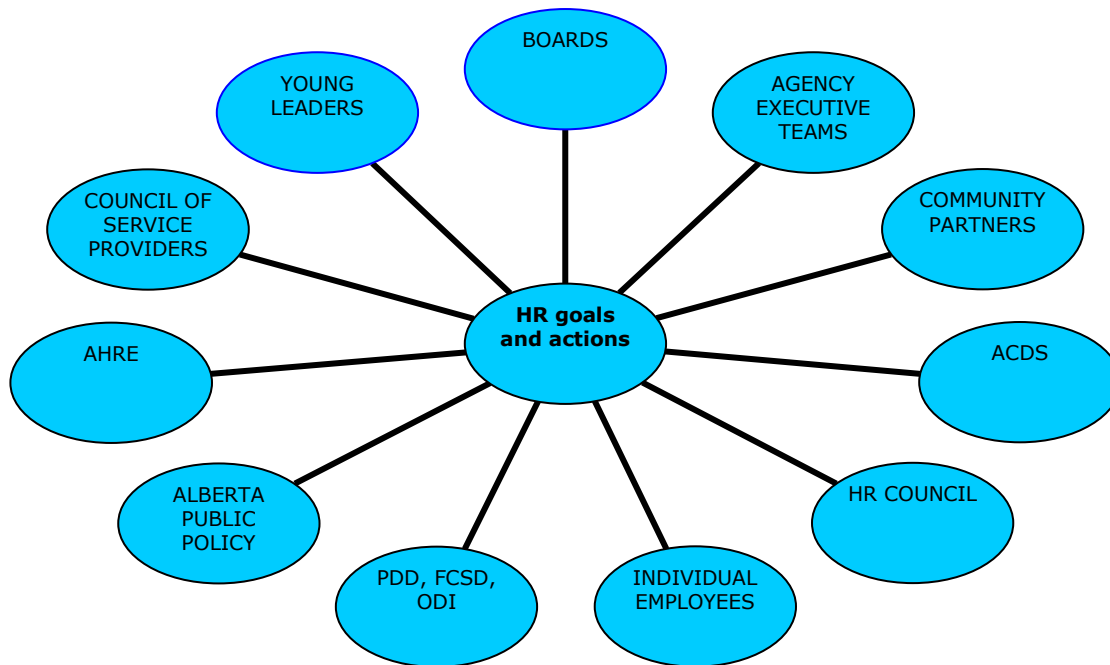 BOARDS
YOUNG
LEADERS
AGENCY
EXECUTIVE
TEAMS
COUNCIL OF
SERVICE
PROVIDERS
COMMUNITY
PARTNERS
HR goals
and actions
AHRE
ACDS
ALBERTA
PUBLIC
POLICY
HR COUNCIL
PDD, FCSD,
ODI
INDIVIDUAL
EMPLOYEES